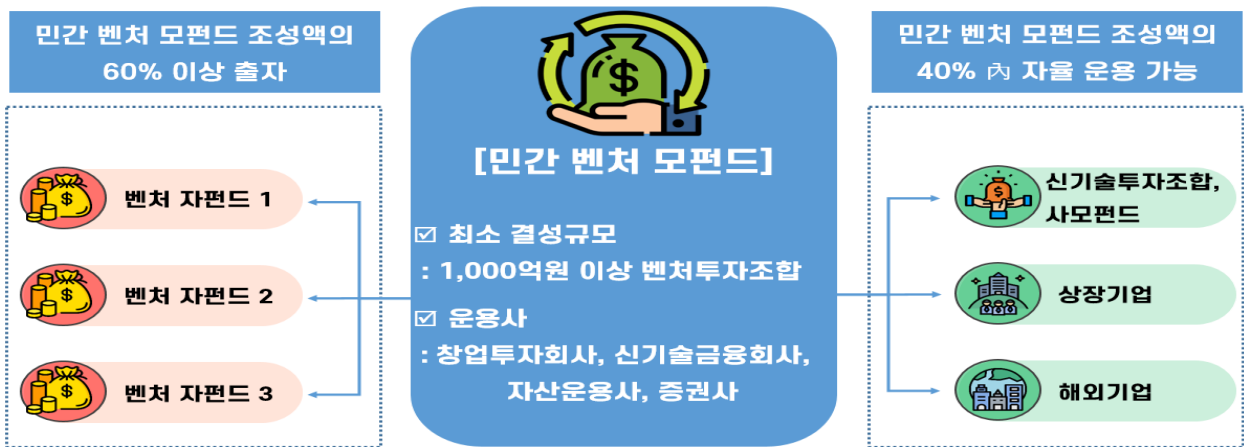 민간 벤처 모펀드 조성액의
60% 이상 출자
벤처 자펀드 1
벤처 자펀드 2
벤처 자펀드 3
[민간 벤처 모펀드]
☑ 최소 결성규모
: 1,000억원 이상 벤처투자조합
☑ 운용사
: 창업투자회사, 신기술금융회사,
자산운용사, 증권사
민간 벤처 모펀드 조성액의
40% 內 자율 운용 가능
신기술투자조합,
사모펀드
상장기업
해외기업